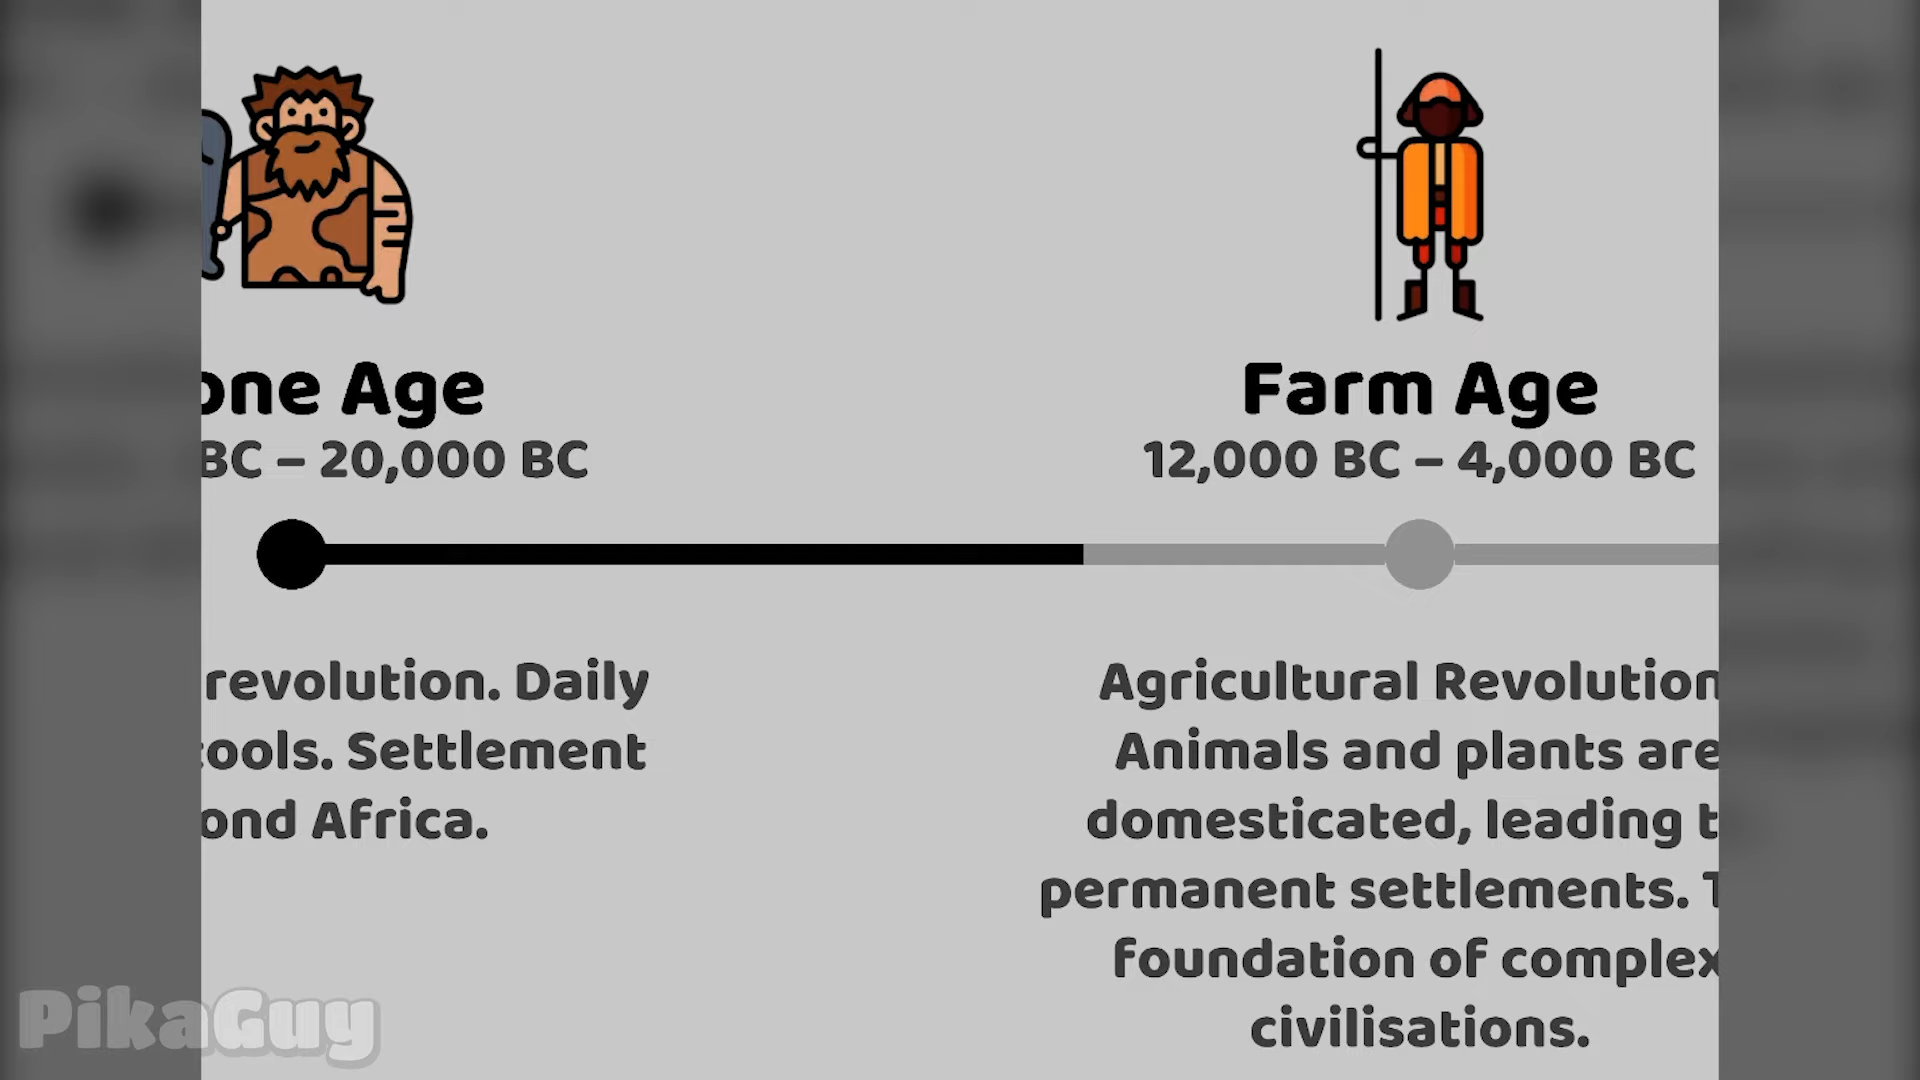 one Age
BC – 20,000 BC
revolution. Daily
tools. Settlement
ond Africa.
Farm Age
12,000 BC – 4,000 BC
Agricultural Revolution
Animals and plants are
domesticated, leading t
permanent settlements. T
foundation of complex
civilisations.
PikaGuy